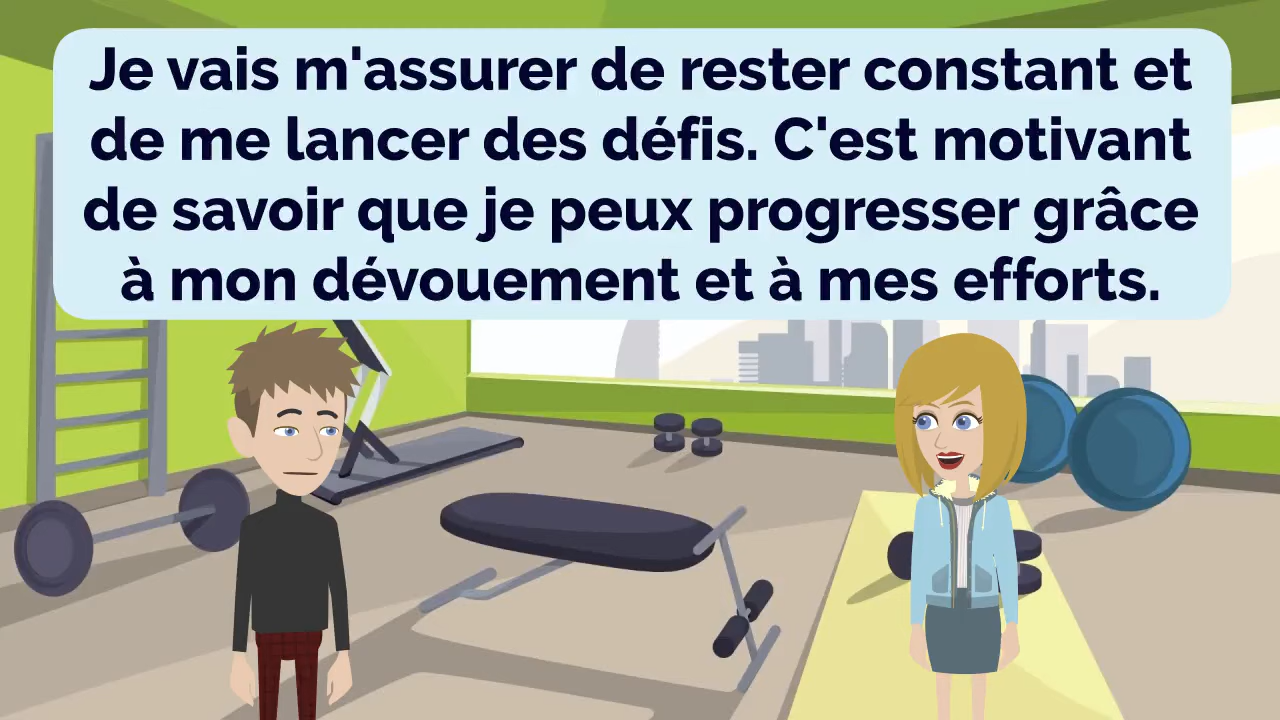 Je vais m'assurer de rester constant et
de me lancer des défis. C'est motivant
de savoir que je peux progresser grâce
à mon dévouement et à mes efforts.